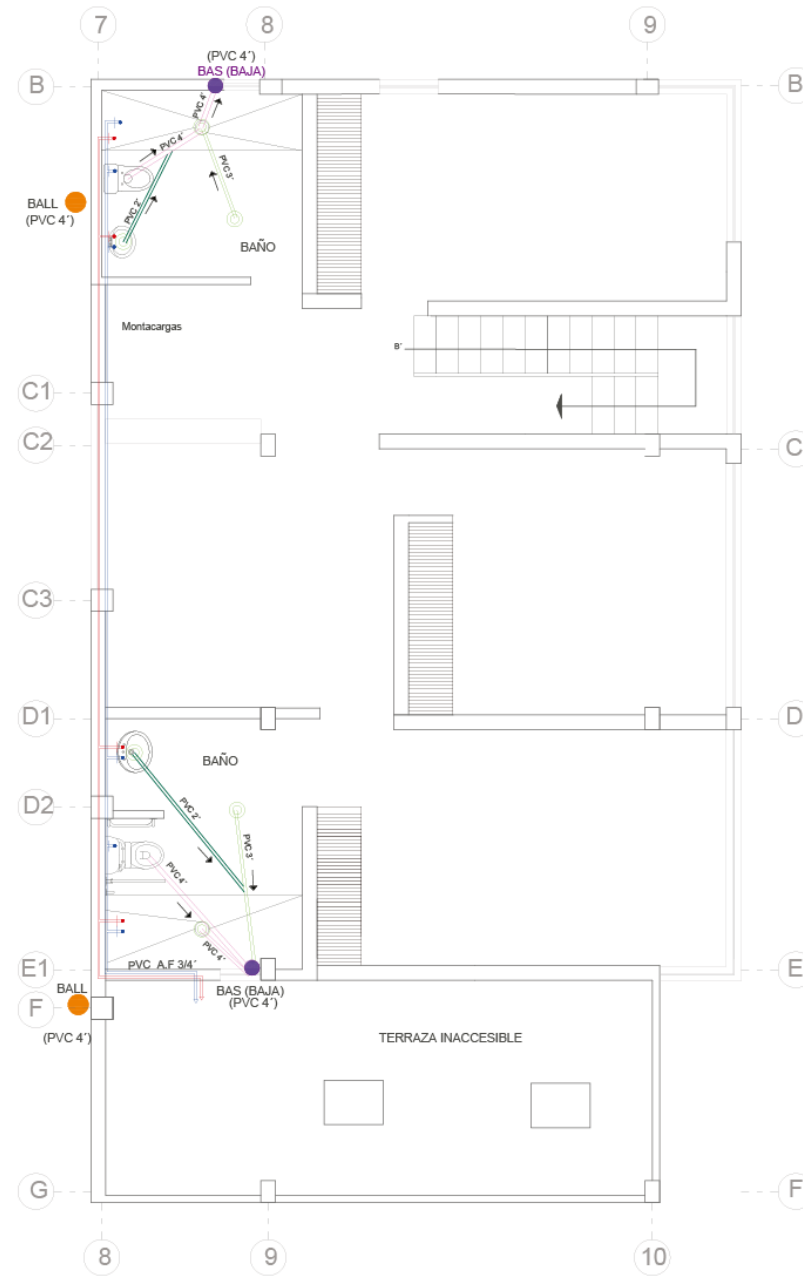 7
8
9
(PVC 4´)
BAS (BAJA)
B
B
PVC 4´
PVC 4´
PVC 3´
PVC 2´
BALL
(PVC 4´)
BAÑO
Montacargas
B´
C1
C2
C
C3
D1
D
BAÑO
D2
PVC 2´
PVC 3´
PVC 4´
PVC 4´
E1
PVC A.F 3/4´
E
BALL
BAS (BAJA)
(PVC 4´)
F
(PVC 4´)
TERRAZA INACCESIBLE
G
F
8
9
10